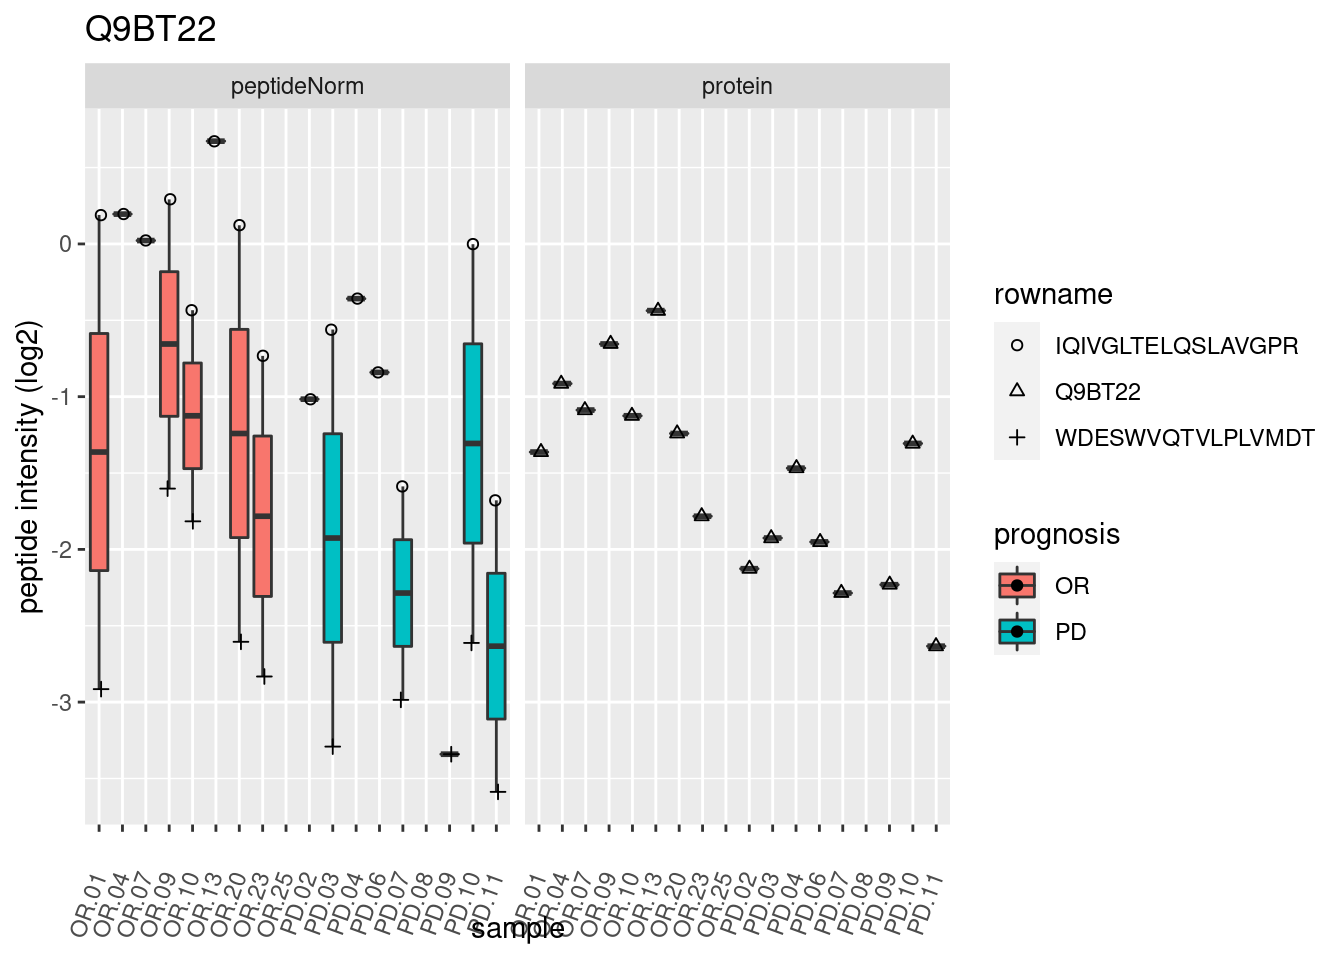 Q9BT22
peptideNorm
protein
peptide intensity (log2)
0
-1
-2
-3
OR.01
OR.04
OR.07
OR.09
OR.10
OR.13
OR.20
OR.23
OR.25
PD.02
PD.03
PD.04
PD.06
PD.07
PD.08
PD.09
PD.10
PD.11
OR.01
OR.04
OR.07
OR.09
OR.10
OR.13
OR.20
OR.23
OR.25
PD.02
PD.03
PD.04
PD.06
PD.07
PD.08
PD.09
PD.10
PD.11
sample
rowname
IQIVGLTELQSLAVGPR
Q9BT22
WDESWVQTVLPLVMDT
prognosis
OR
PD